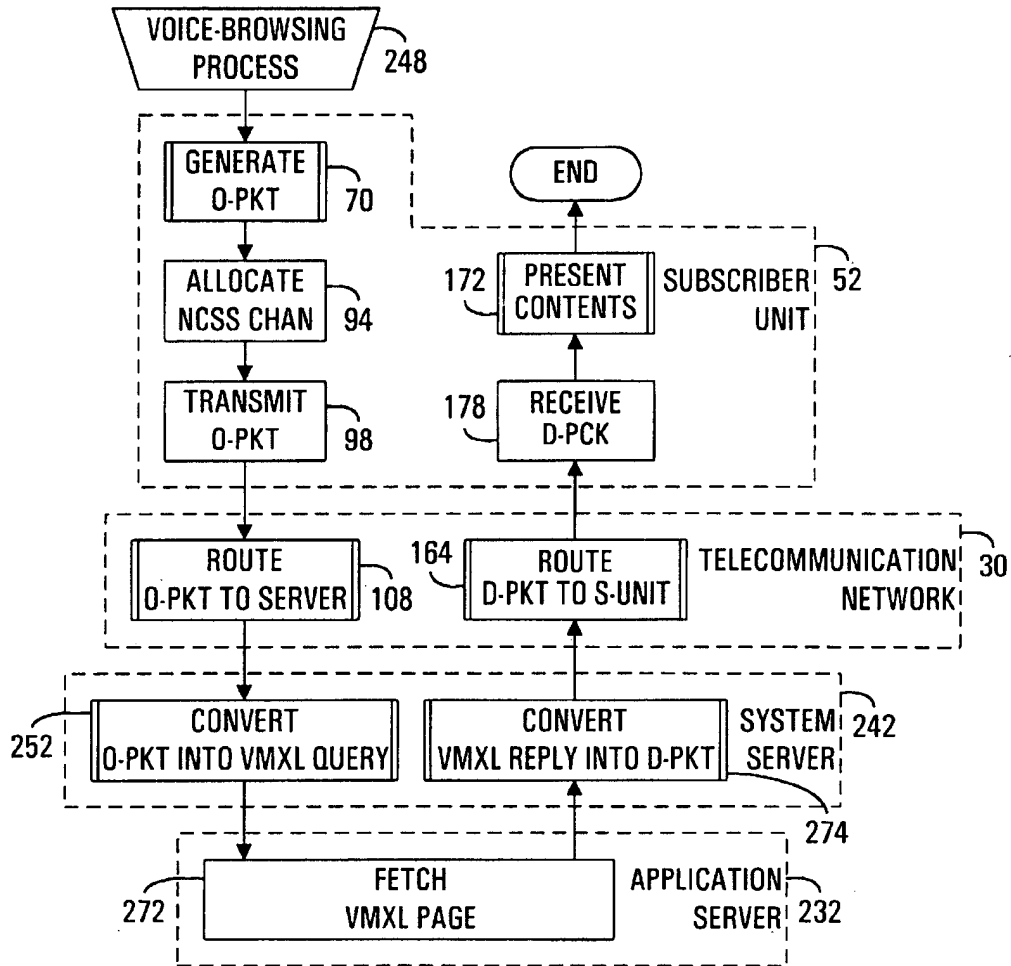 VOICE-BROWSING
PROCESS
248
GENERATE
O-PKT
70
END
ALLOCATE
NCSS CHAN
94
172
PRESENT
CONTENTS
SUBSCRIBER
UNIT
52
TRANSMIT
O-PKT
98
178
RECEIVE
D-PCK
ROUTE
O-PKT TO SERVER
108
164
ROUTE
D-PKT TO S-UNIT
TELECOMMUNICATION
NETWORK
30
252
CONVERT
O-PKT INTO VMXL QUERY
CONVERT
VMXL REPLY INTO D-PKT
274
SYSTEM
SERVER
242
272
FETCH
VMXL PAGE
APPLICATION
SERVER
232